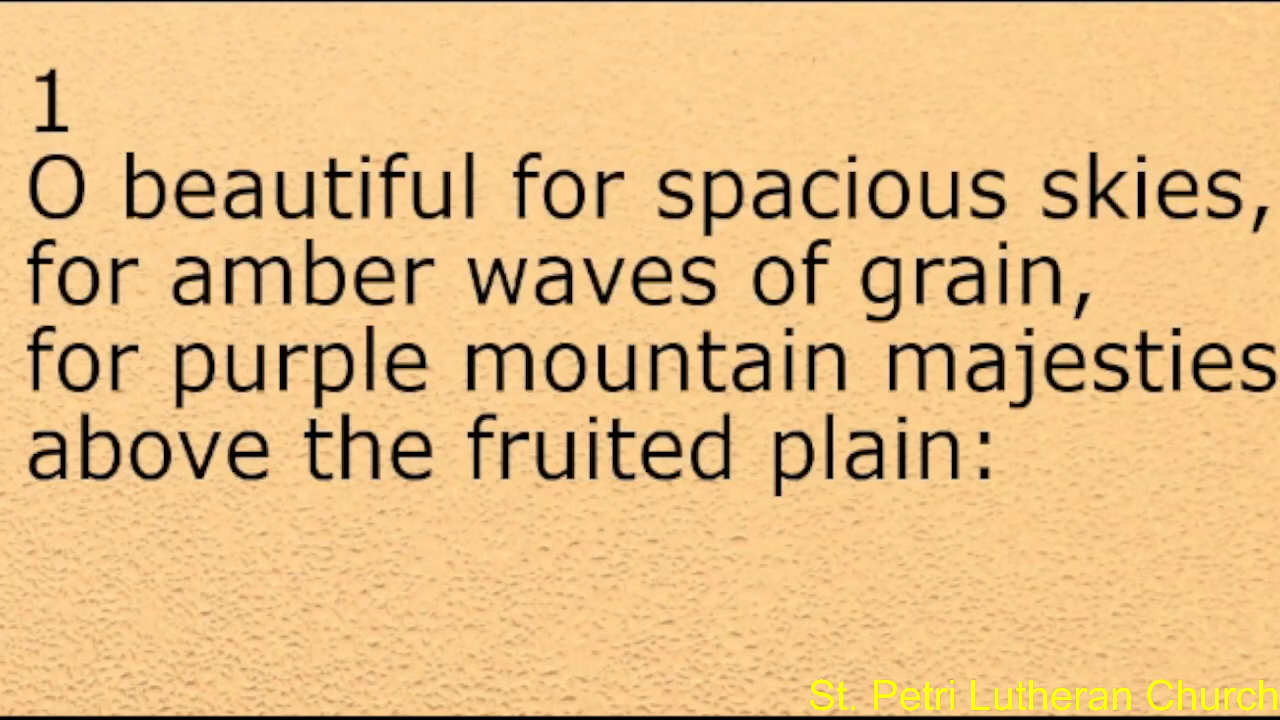 1
O beautiful for spacious skies,
for amber waves of grain,
for purple mountain majesties
above the fruited plain:
St. Petri Lutheran Church